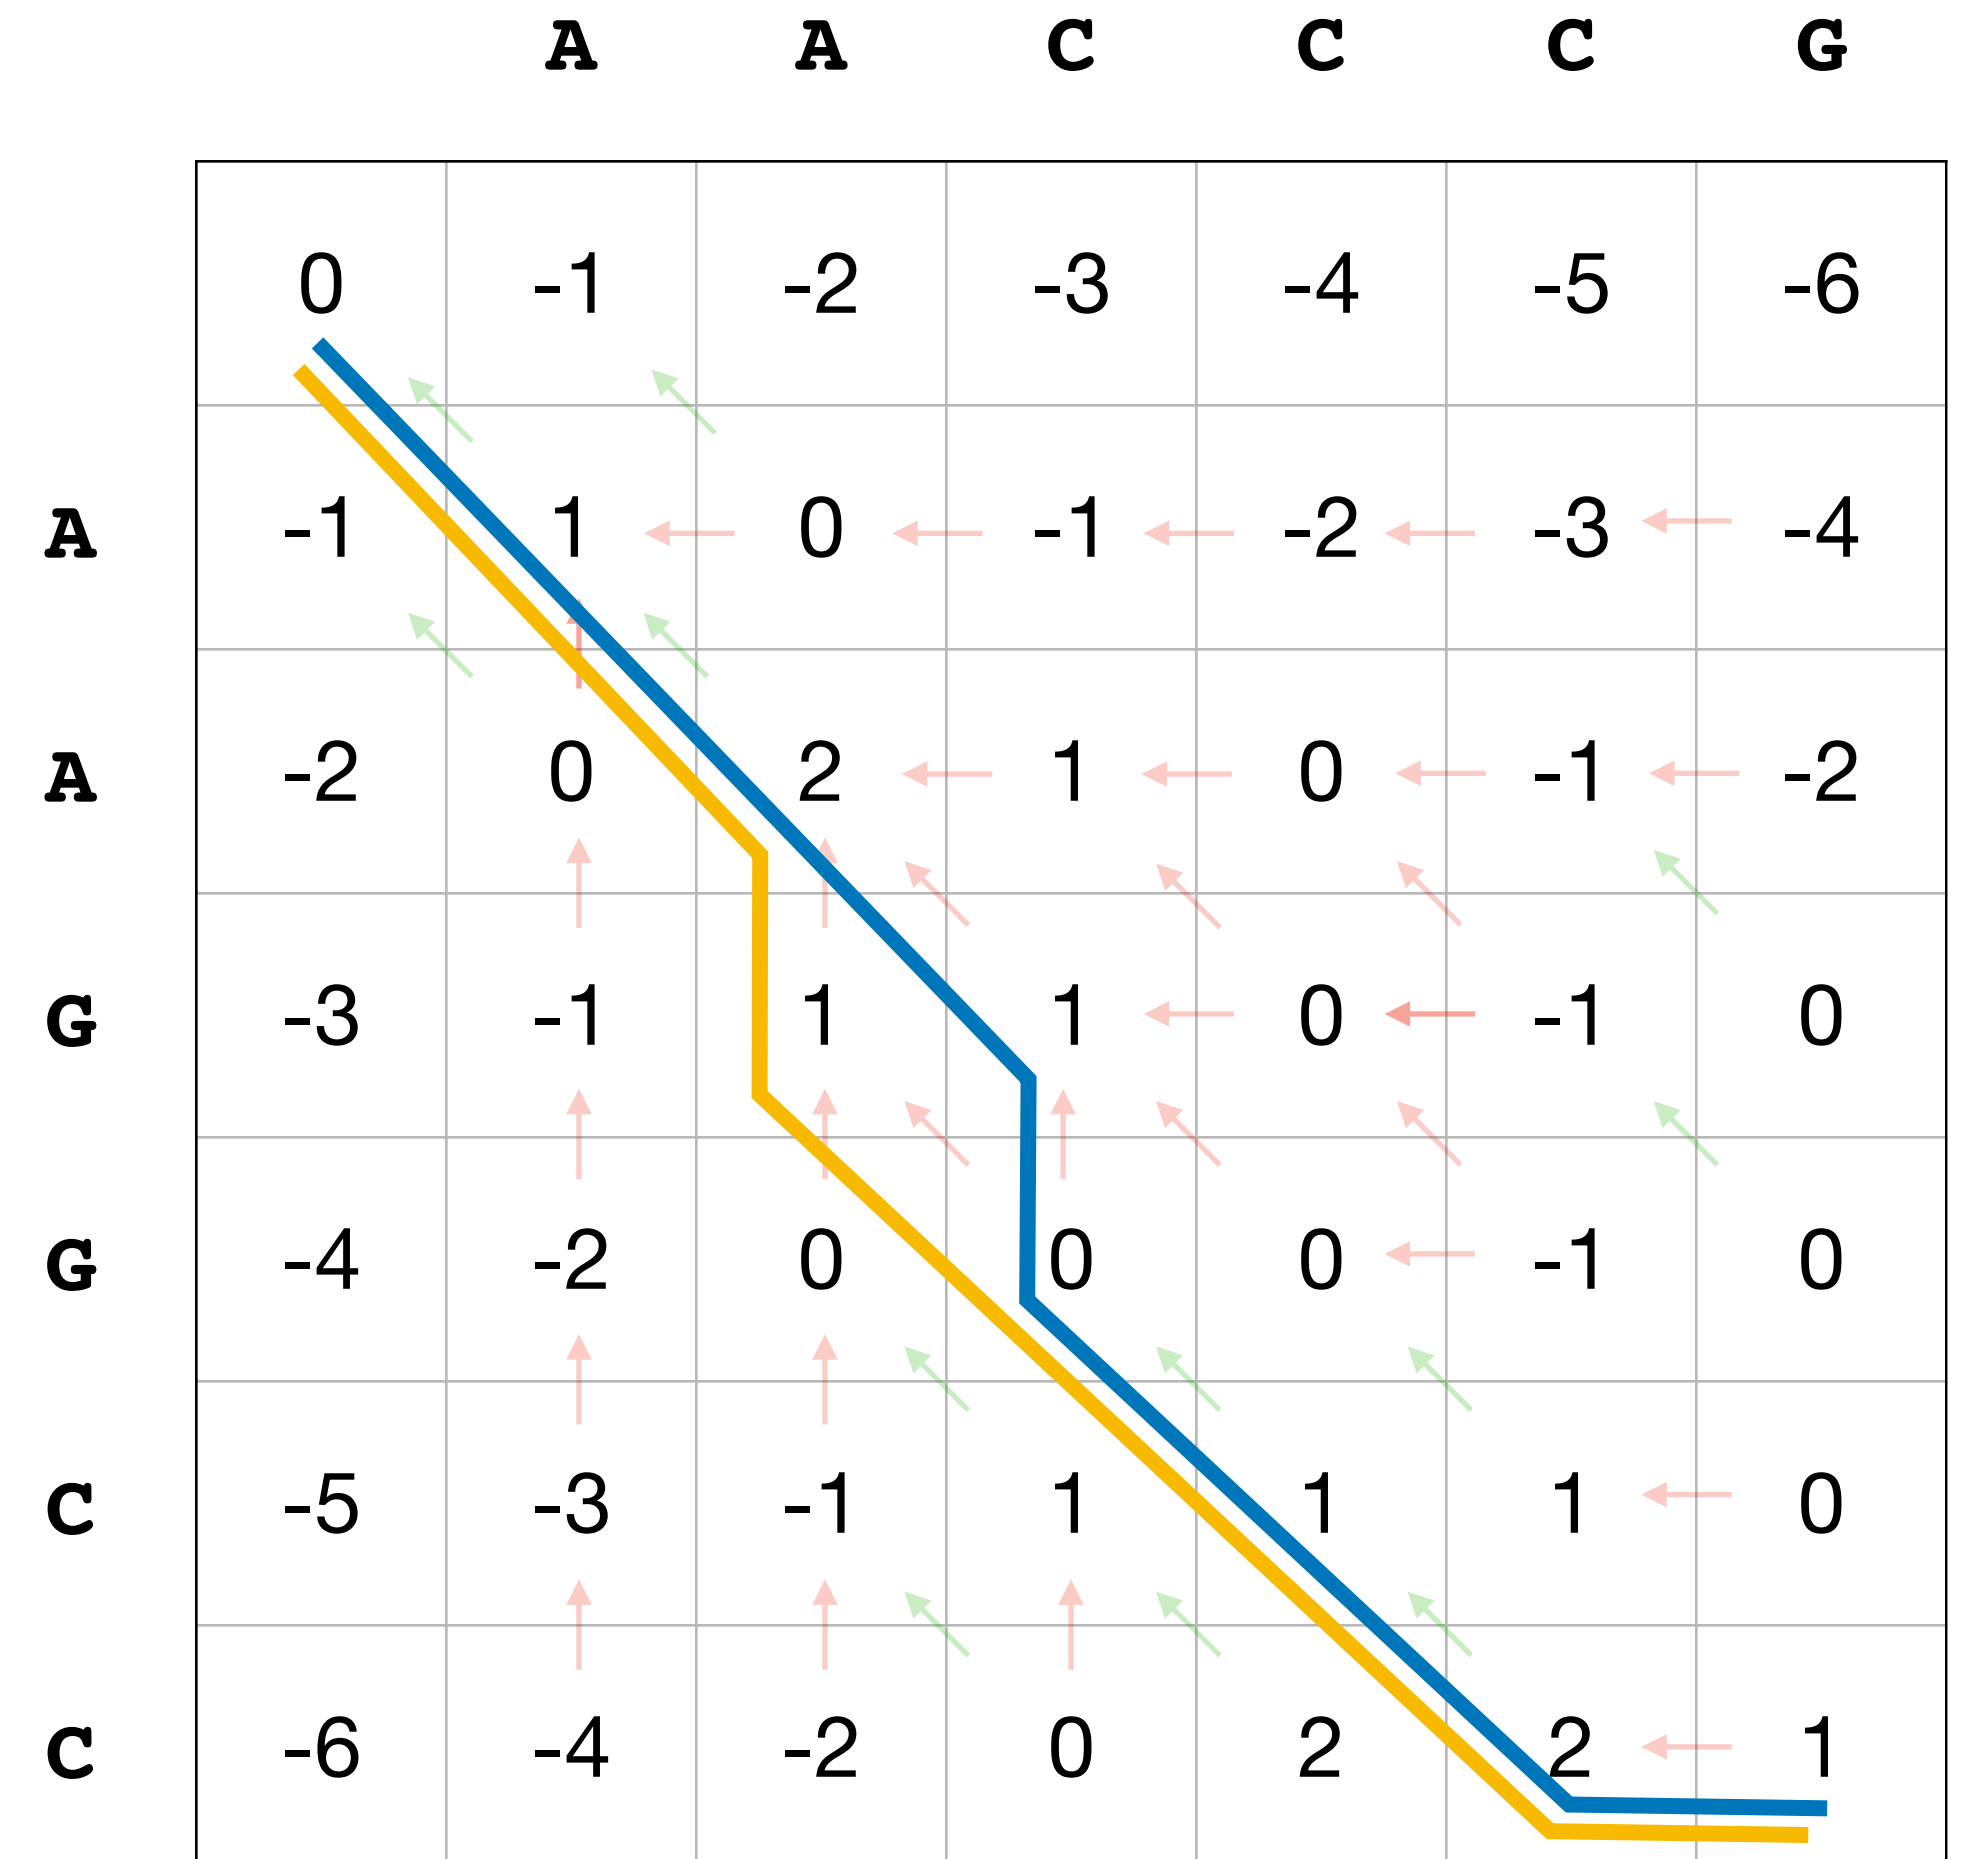 A A C C C G
0 -1 -2 -3 -4 -5 -6
A -1 1 0 -1 -2 -3 -4
A -2 0 2 1 0 -1 -2
G -3 -1 1 1 0 -1 0
G -4 -2 0 0 0 -1 0
C -5 -3 -1 1 1 1 0
C -6 -4 -2 0 2 2 1